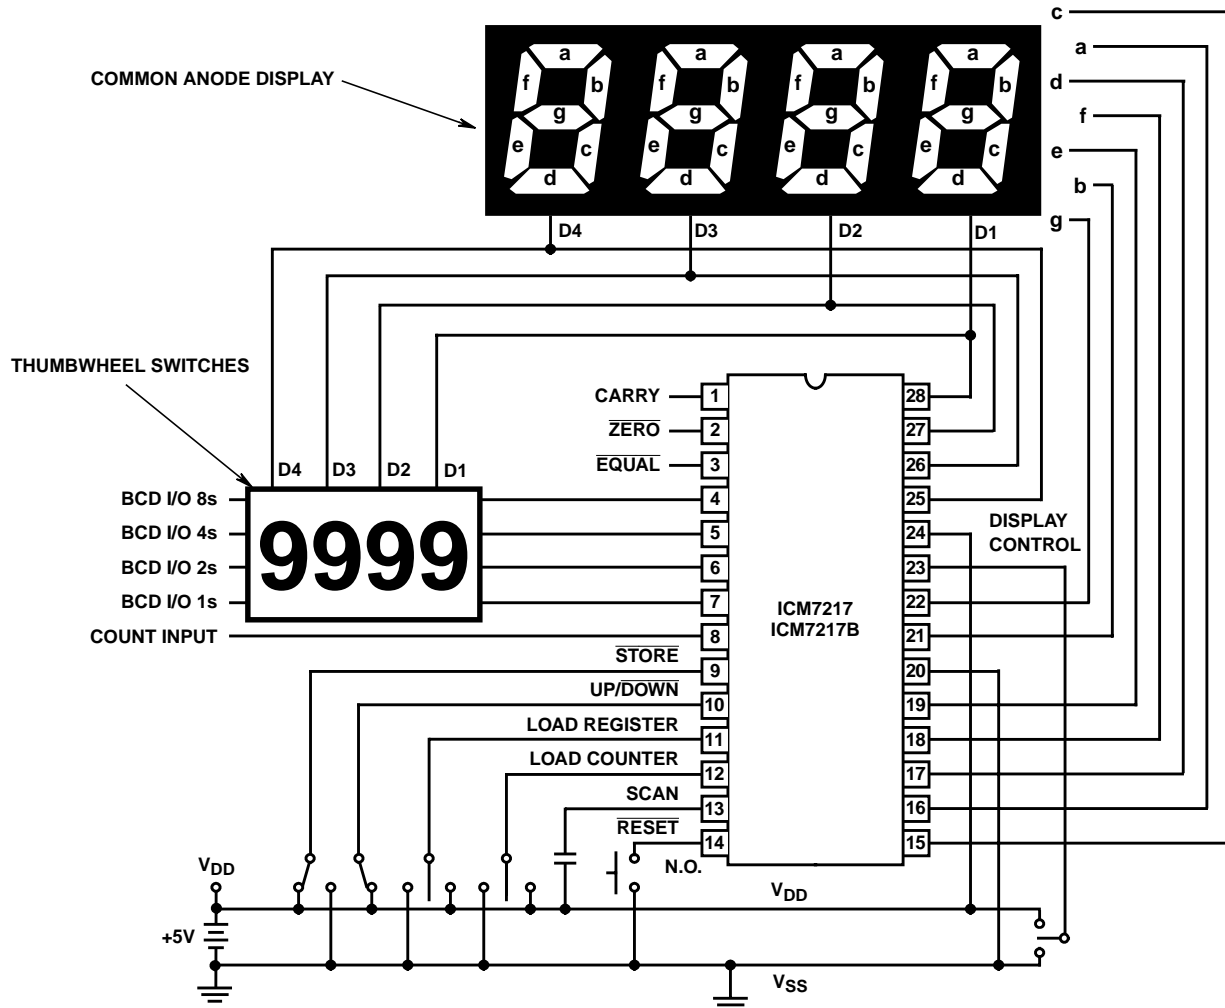 c
a
d
f
e
b
g
COMMON ANODE DISPLAY
a a a a
f b f b f b f b
g g g g
e c e c e c e c
d d d d
D4 D3 D2 D1
THUMBWHEEL SWITCHES
D4 D3 D2 D1
9999
BCD I/O 8s
BCD I/O 4s
BCD I/O 2s
BCD I/O 1s
COUNT INPUT
CARRY
ZERO
EQUAL
STORE
UP/DOWN
LOAD REGISTER
LOAD COUNTER
SCAN
RESET
N.O.
1 28
2 27
3 26
4 25
5 24
6 23
7 22
8 21
9 20
10 19
11 18
12 17
13 16
14 15
ICM7217
ICM7217B
DISPLAY
CONTROL
VDD
VDD
+5V
VSS